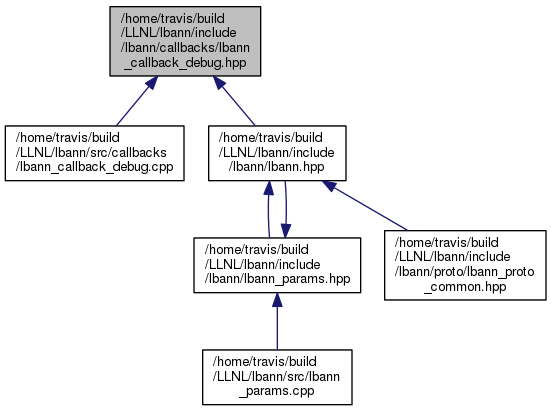 /home/travis/build
/LLNL/lbann/include
/lbann/callbacks/lbann
_callback_debug.hpp
/home/travis/build
/LLNL/lbann/src/callbacks
/lbann_callback_debug.cpp
/home/travis/build
/LLNL/lbann/include
/lbann/lbann.hpp
/home/travis/build
/LLNL/lbann/include
/lbann/lbann_params.hpp
/home/travis/build
/LLNL/lbann/include
/lbann/proto/lbann_proto
_common.hpp
/home/travis/build
/LLNL/lbann/src/lbann
_params.cpp